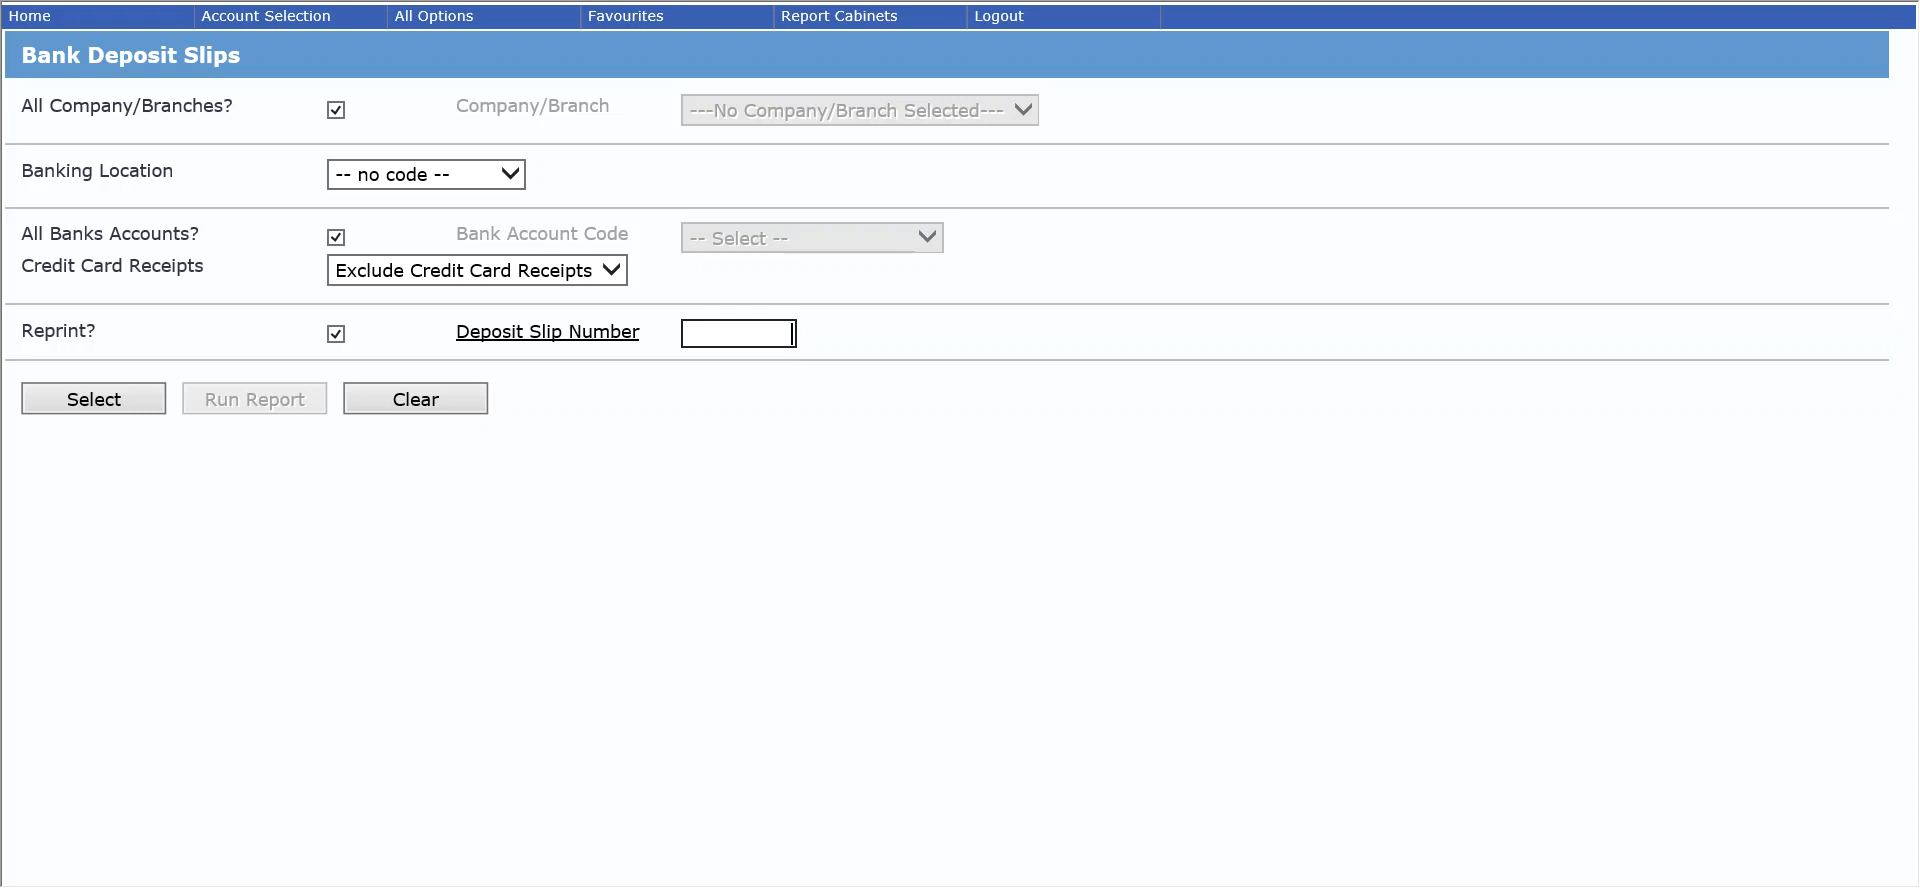 Home Account Selection All Options Favourites Report Cabinets Logout
Bank Deposit Slips
All Company/Branches? Company/Branch ---No Company/Branch Selected---
Banking Location -- no code --
All Banks Accounts? Bank Account Code -- Select --
Credit Card Receipts Exclude Credit Card Receipts
Reprint? Deposit Slip Number
Select Run Report Clear